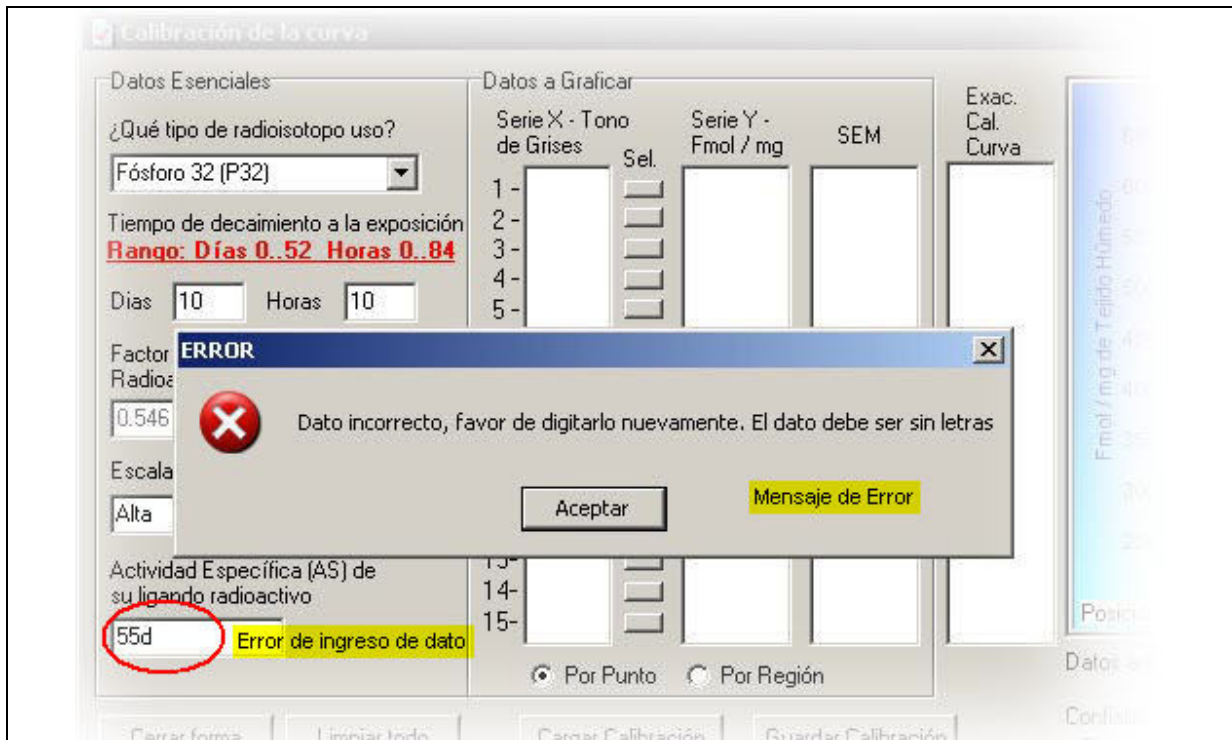 Calibración de la curva
Datos Esenciales
¿Qué tipo de radioisotopo uso?
Fósforo 32 (P32)
Tiempo de decaimiento a la exposición
Rango: Días 0..52 Horas 0..84
Dias 10 Horas 10
Factor
0.546
Escala
Alta
Actividad Específica (AS) de
su ligando radioactivo
55d
Error de ingreso de dato
Datos a Graficar
Serie X - Tono
de Grises
Sel.
Serie Y -
Fmol / mg
SEM
1 -
2 -
3 -
4 -
5 -
14-
15-
Por Punto Por Región
Exac.
Cal.
Curva
Fmol / mg de Tejido Húmedo
ERROR
Dato incorrecto, favor de digitarlo nuevamente. El dato debe ser sin letras
Aceptar
Mensaje de Error
Cerrar forma Limpiar todo Cargar Calibración Guardar Calibración